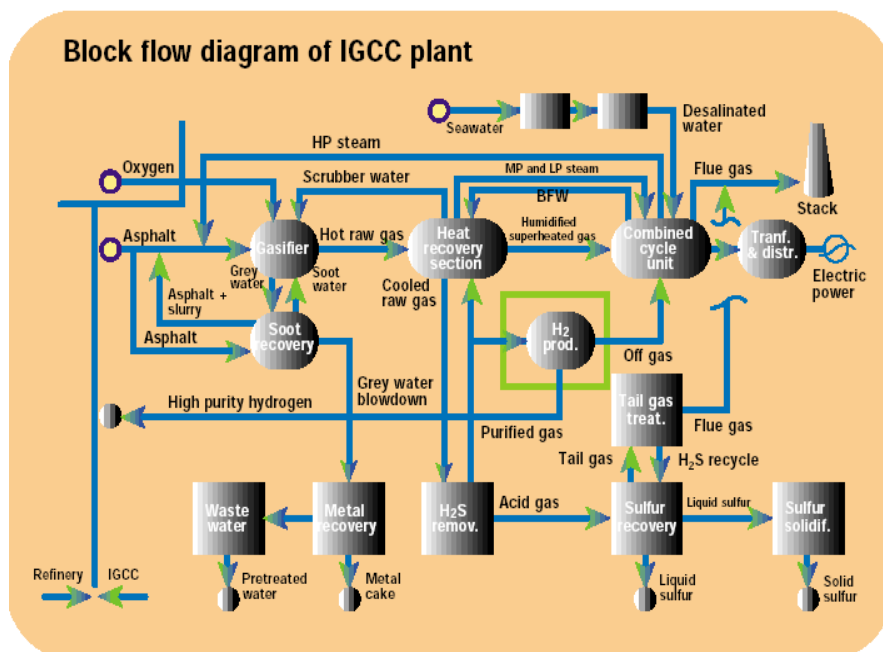 Block flow diagram of IGCC plant
Seawater
Desalinated
water
HP steam
Oxygen
Scrubber water
MP and LP steam
BFW
Flue gas
Stack
Asphalt
Gasifier
Hot raw gas
Heat
recovery
section
Humidified
superheated gas
Combined
cycle
unit
Tranf.
& distr.
Electric
power
Grey
water
Soot
water
Cooled
raw gas
Asphalt +
slurry
Soot
recovery
Asphalt
H2
prod.
Off gas
High purity hydrogen
Grey water
blowdown
Purified gas
Tail gas
treat.
Flue gas
Tail gas
H2S recycle
Waste
water
Metal
recovery
H2S
remov.
Acid gas
Sulfur
recovery
Liquid sulfur
Sulfur
solidif.
Refinery
IGCC
Pretreated
water
Metal
cake
Liquid
sulfur
Solid
sulfur